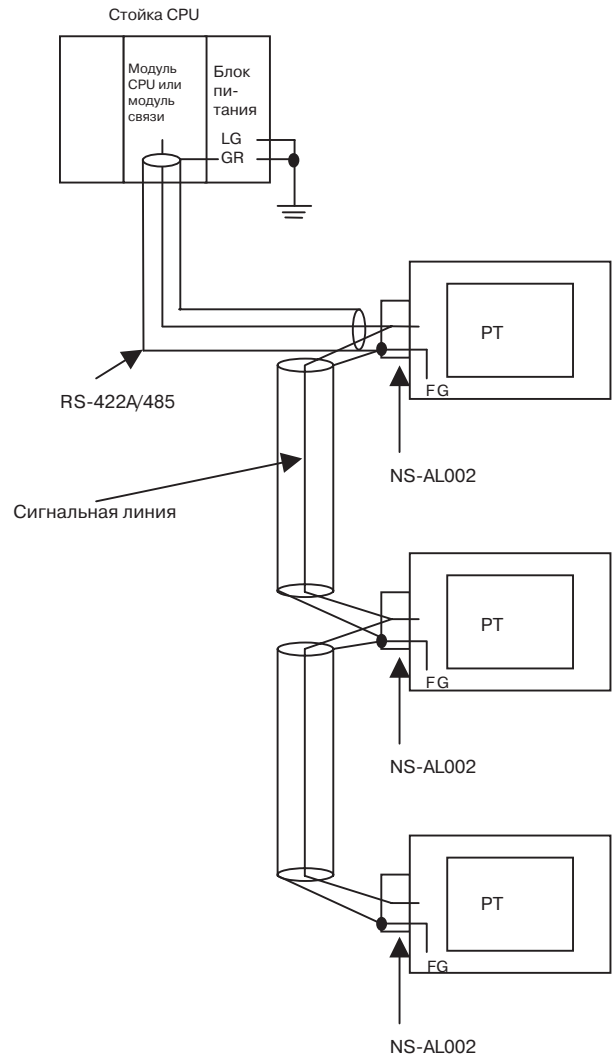 Стойка CPU
Модуль
CPU или
модуль
связи
Блок
пи-
тания
LG
GR
PT
FG
RS-422A/485
NS-AL002
Сигнальная линия
PT
FG
NS-AL002
PT
FG
NS-AL002